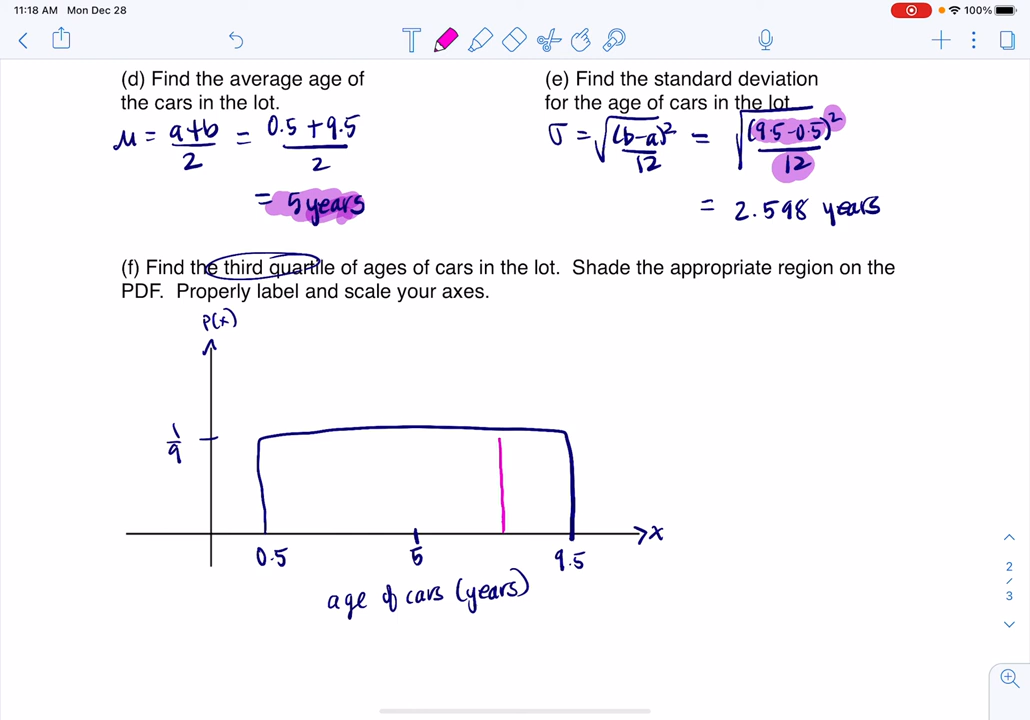 11:18 AM Mon Dec 28
100%
T
(d) Find the average age of
the cars in the lot.
μ = a+b/2 = 0.5+9.5/2
= 5 years
(e) Find the standard deviation
for the age of cars in the lot.
σ = √(b-a)²/12 = √(9.5-0.5)²/12
= 2.598 years
(f) Find the third quartile of ages of cars in the lot. Shade the appropriate region on the
PDF. Properly label and scale your axes.
P(x)
1/9
x
0.5
5
9.5
age of cars (years)
2
/
3